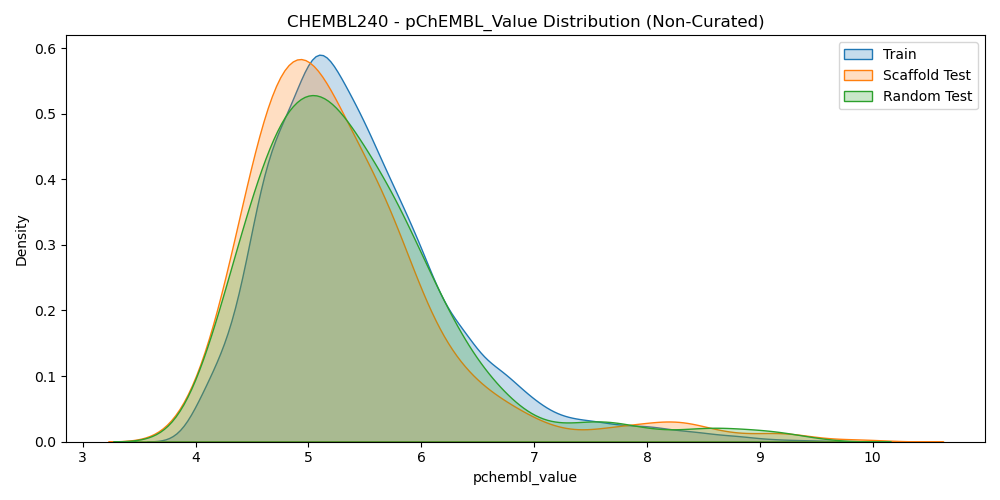 CHEMBL240 - pChEMBL_Value Distribution (Non-Curated)
Train
Scaffold Test
Random Test
0.6
0.5
0.4
0.3
0.2
0.1
0.0
Density
3 4 5 6 7 8 9 10
pchembl_value